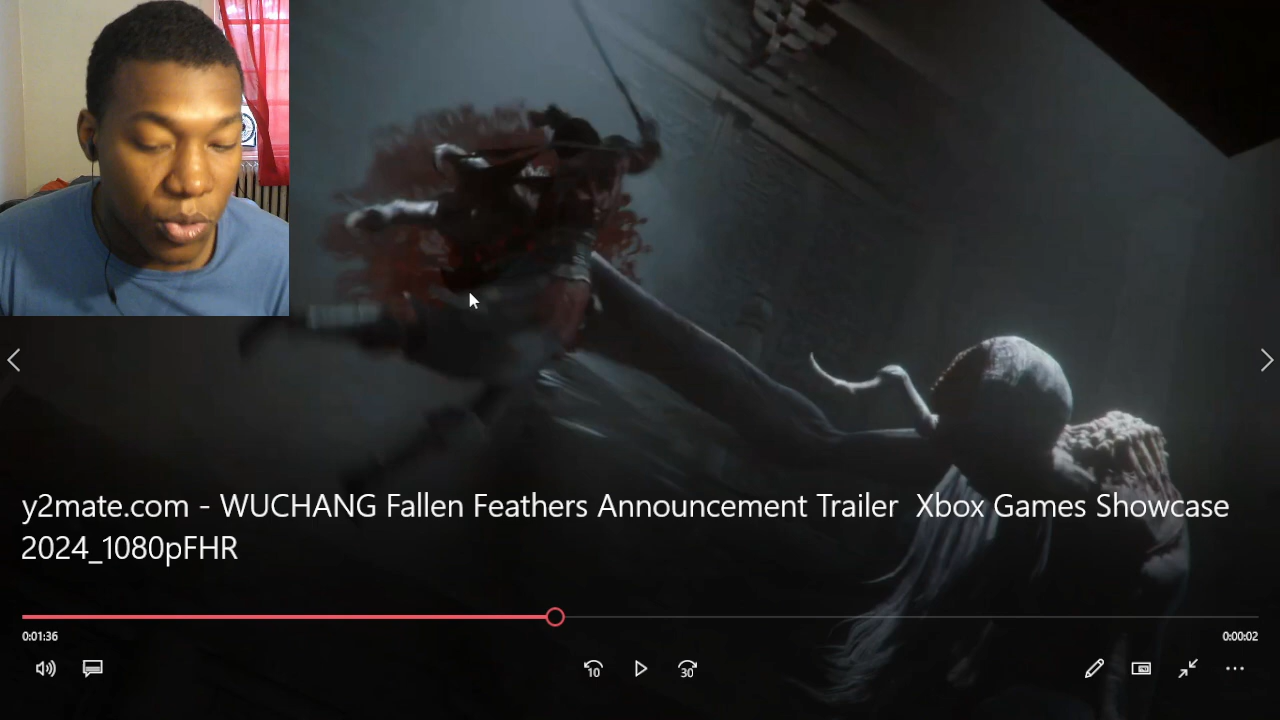 y2mate.com - WUCHANG Fallen Feathers Announcement Trailer  Xbox Games Showcase
2024_1080pFHR
0:01:36
0:00:02
10
30